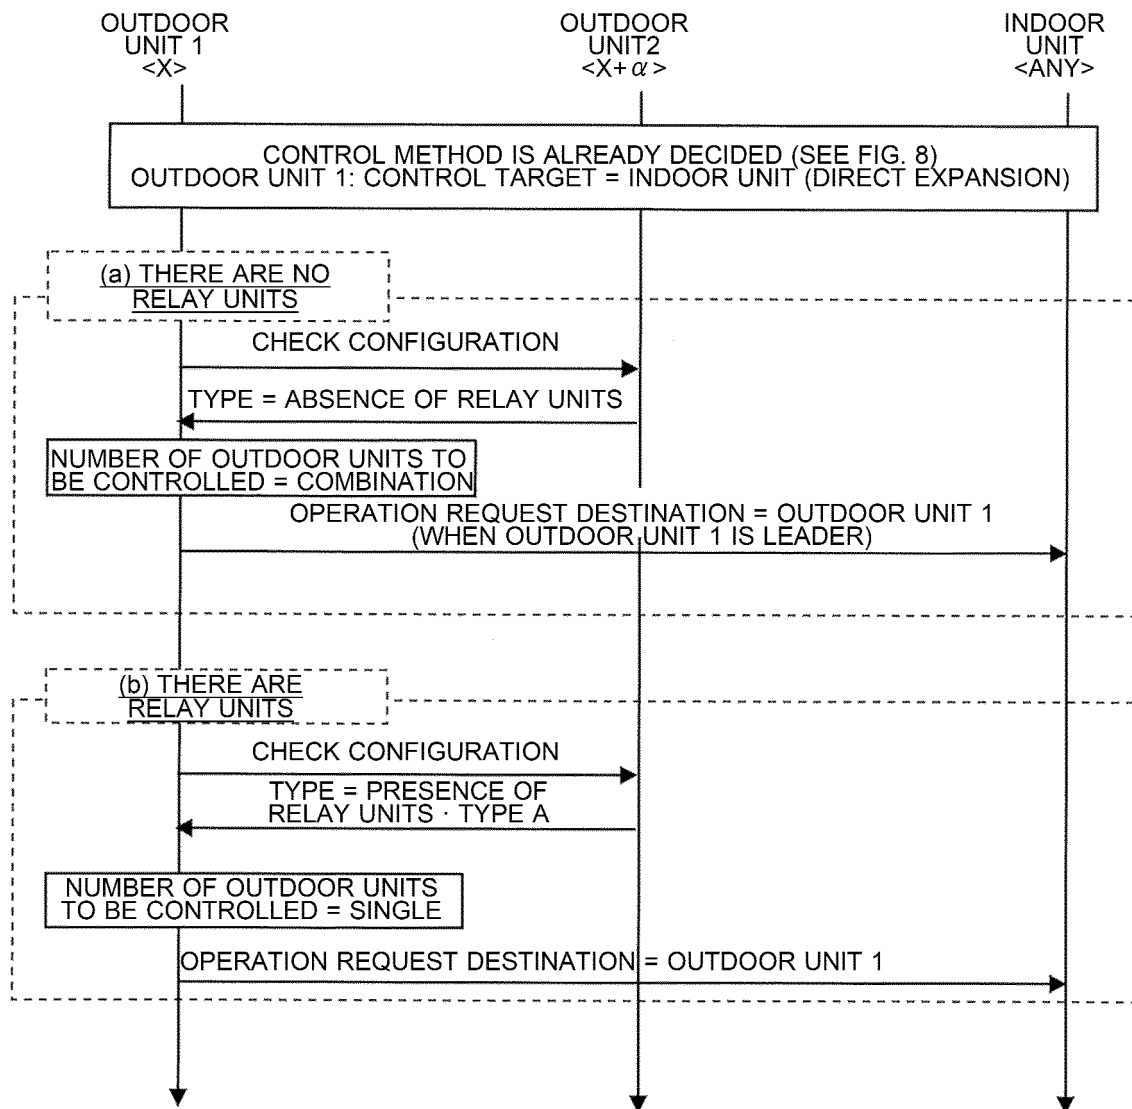 OUTDOOR
UNIT 1
<X>
OUTDOOR
UNIT2
<X+α>
INDOOR
UNIT
<ANY>
CONTROL METHOD IS ALREADY DECIDED (SEE FIG. 8)
OUTDOOR UNIT 1: CONTROL TARGET = INDOOR UNIT (DIRECT EXPANSION)
(a) THERE ARE NO
RELAY UNITS
CHECK CONFIGURATION
TYPE = ABSENCE OF RELAY UNITS
NUMBER OF OUTDOOR UNITS TO
BE CONTROLLED = COMBINATION
OPERATION REQUEST DESTINATION = OUTDOOR UNIT 1
(WHEN OUTDOOR UNIT 1 IS LEADER)
(b) THERE ARE
RELAY UNITS
CHECK CONFIGURATION
TYPE = PRESENCE OF
RELAY UNITS · TYPE A
NUMBER OF OUTDOOR UNITS
TO BE CONTROLLED = SINGLE
OPERATION REQUEST DESTINATION = OUTDOOR UNIT 1